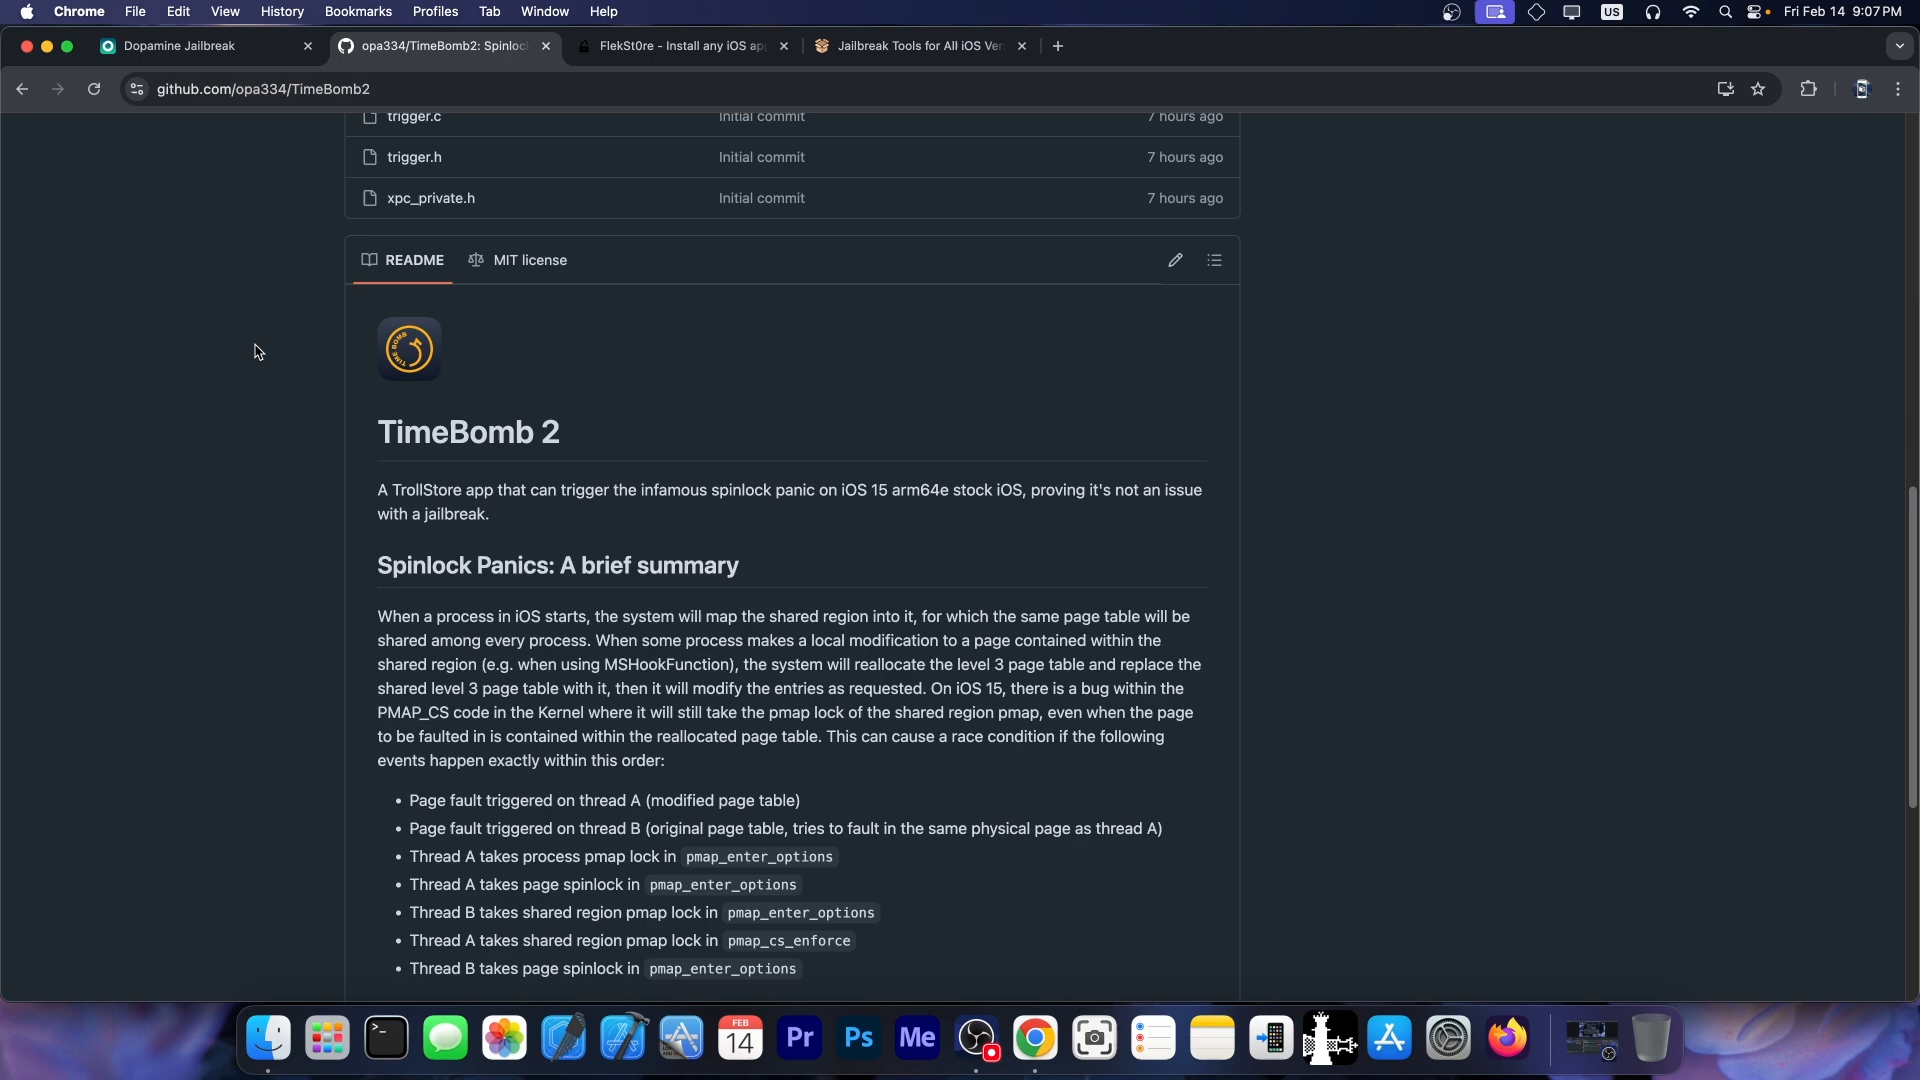 Chrome File Edit View History Bookmarks Profiles Tab Window Help US Fri Feb 14 9:07 PM
Dopamine Jailbreak opa334/TimeBomb2: Spinloc FlekSt0re - Install any iOS ap Jailbreak Tools for All iOS Ver
github.com/opa334/TimeBomb2
trigger.c Initial commit 7 hours ago
trigger.h Initial commit 7 hours ago
xpc_private.h Initial commit 7 hours ago
README MIT license
TIME BOMB
TimeBomb 2
A TrollStore app that can trigger the infamous spinlock panic on iOS 15 arm64e stock iOS, proving it's not an issue
with a jailbreak.
Spinlock Panics: A brief summary
When a process in iOS starts, the system will map the shared region into it, for which the same page table will be
shared among every process. When some process makes a local modification to a page contained within the
shared region (e.g. when using MSHookFunction), the system will reallocate the level 3 page table and replace the
shared level 3 page table with it, then it will modify the entries as requested. On iOS 15, there is a bug within the
PMAP_CS code in the Kernel where it will still take the pmap lock of the shared region pmap, even when the page
to be faulted in is contained within the reallocated page table. This can cause a race condition if the following
events happen exactly within this order:
• Page fault triggered on thread A (modified page table)
• Page fault triggered on thread B (original page table, tries to fault in the same physical page as thread A)
• Thread A takes process pmap lock in pmap_enter_options
• Thread A takes page spinlock in pmap_enter_options
• Thread B takes shared region pmap lock in pmap_enter_options
• Thread A takes shared region pmap lock in pmap_cs_enforce
• Thread B takes page spinlock in pmap_enter_options
FEB
14 Pr Ps Me